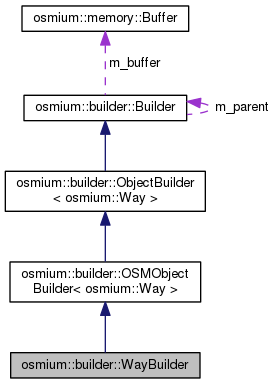 osmium::memory::Buffer
m_buffer
osmium::builder::Builder
m_parent
osmium::builder::ObjectBuilder
< osmium::Way >
osmium::builder::OSMObject
Builder< osmium::Way >
osmium::builder::WayBuilder